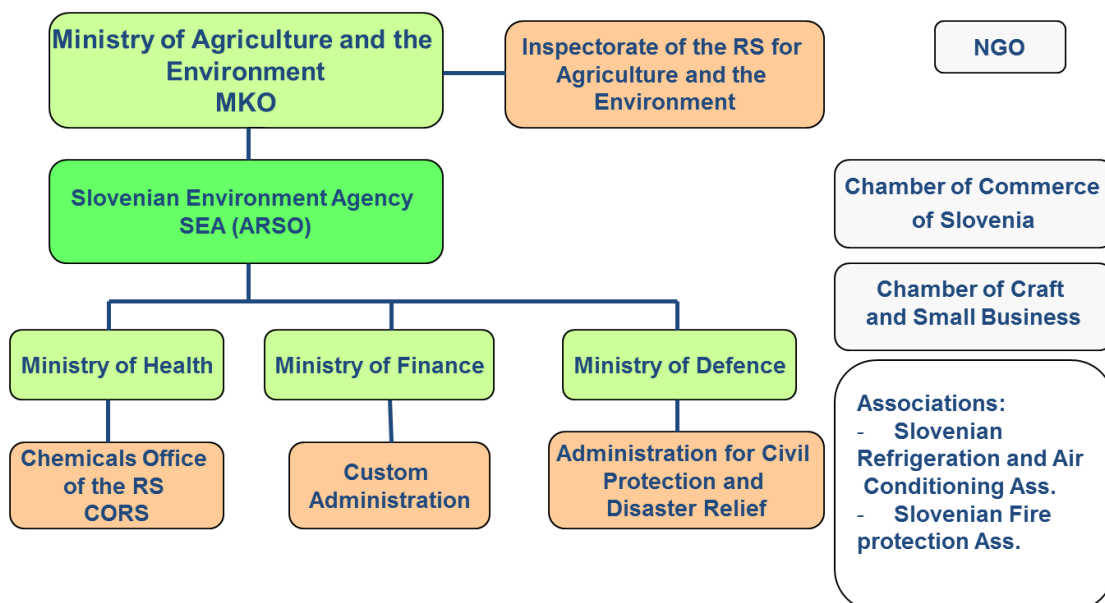 Ministry of Agriculture and the
Environment
MKO
Inspectorate of the RS for
Agriculture and the
Environment
NGO
Slovenian Environment Agency
SEA (ARSO)
Chamber of Commerce
of Slovenia
Chamber of Craft
and Small Business
Ministry of Health
Ministry of Finance
Ministry of Defence
Chemicals Office
of the RS
CORS
Custom
Administration
Administration for Civil
Protection and
Disaster Relief
Associations:
- Slovenian
Refrigeration and Air
Conditioning Ass.
- Slovenian Fire
protection Ass.